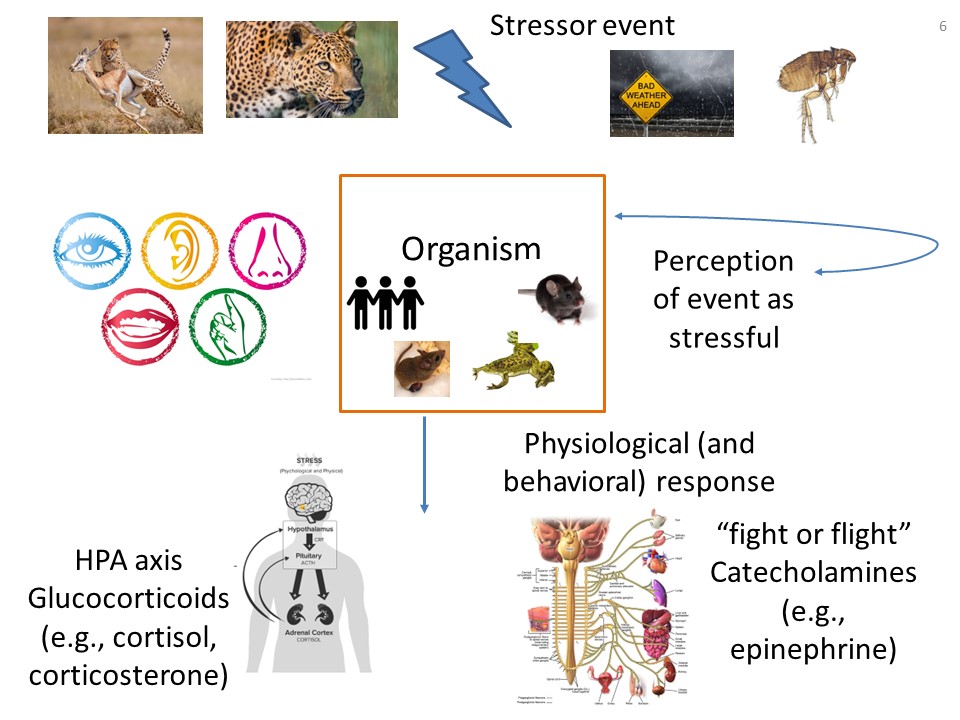 Stressor event
6
BAD
WEATHER
AHEAD
Organism
Perception
of event as
stressful
Physiological (and
behavioral) response
STRESS
(Psychological and Physical)
Hypothalamus
CRF
Pituitary
ACTH
Adrenal Cortex
CORTISOL
HPA axis
Glucocorticoids
(e.g., cortisol,
corticosterone)
“fight or flight”
Catecholamines
(e.g.,
epinephrine)